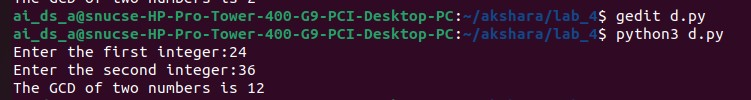 The GCD of two numbers is 2
ai_ds_a@snucse-HP-Pro-Tower-400-G9-PCI-Desktop-PC:~/akshara/lab_4$ gedit d.py
ai_ds_a@snucse-HP-Pro-Tower-400-G9-PCI-Desktop-PC:~/akshara/lab_4$ python3 d.py
Enter the first integer:24
Enter the second integer:36
The GCD of two numbers is 12